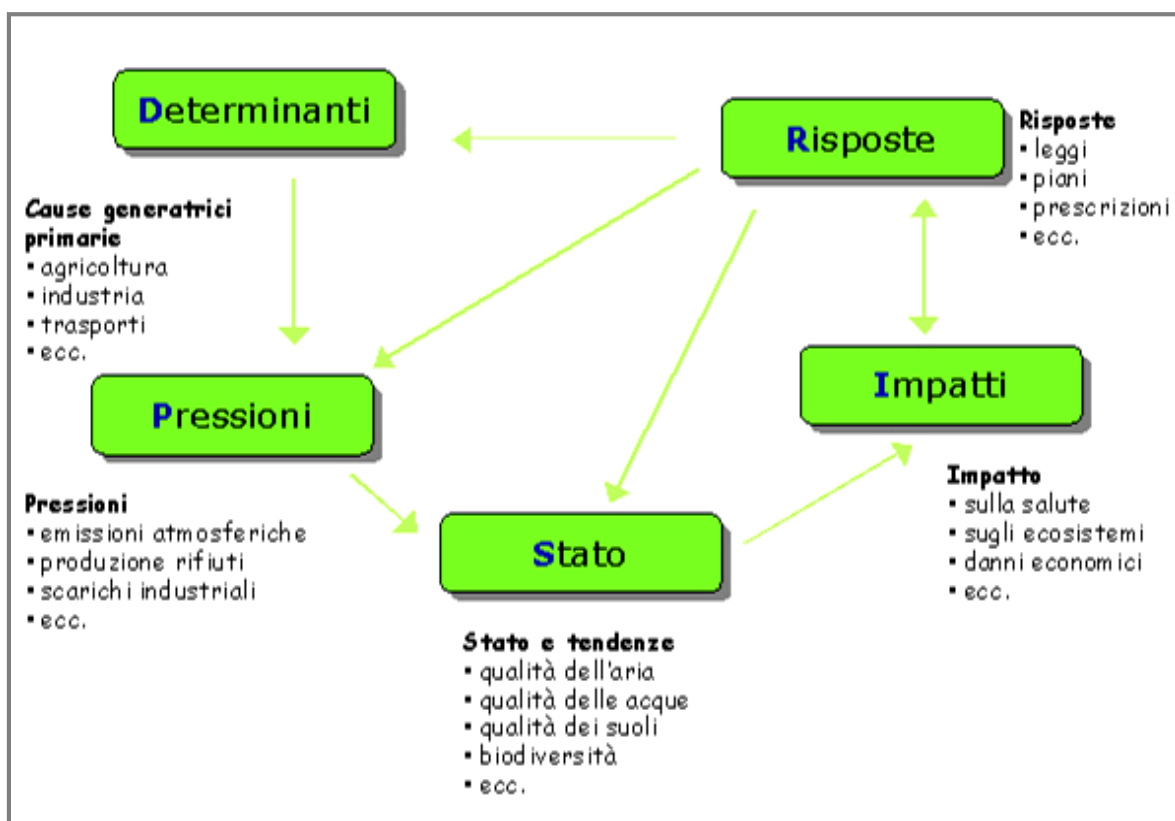 Determinanti
Risposte
Risposte
▪ leggi
▪ piani
▪ prescrizioni
▪ ecc.
Cause generatrici
primarie
▪ agricoltura
▪ industria
▪ trasporti
▪ ecc.
Pressioni
Impatti
Pressioni
▪ emissioni atmosferiche
▪ produzione rifiuti
▪ scarichi industriali
▪ ecc.
Impatto
▪ sulla salute
▪ sugli ecosistemi
▪ danni economici
▪ ecc.
Stato
Stato e tendenze
▪ qualità dell'aria
▪ qualità delle acque
▪ qualità dei suoli
▪ biodiversità
▪ ecc.